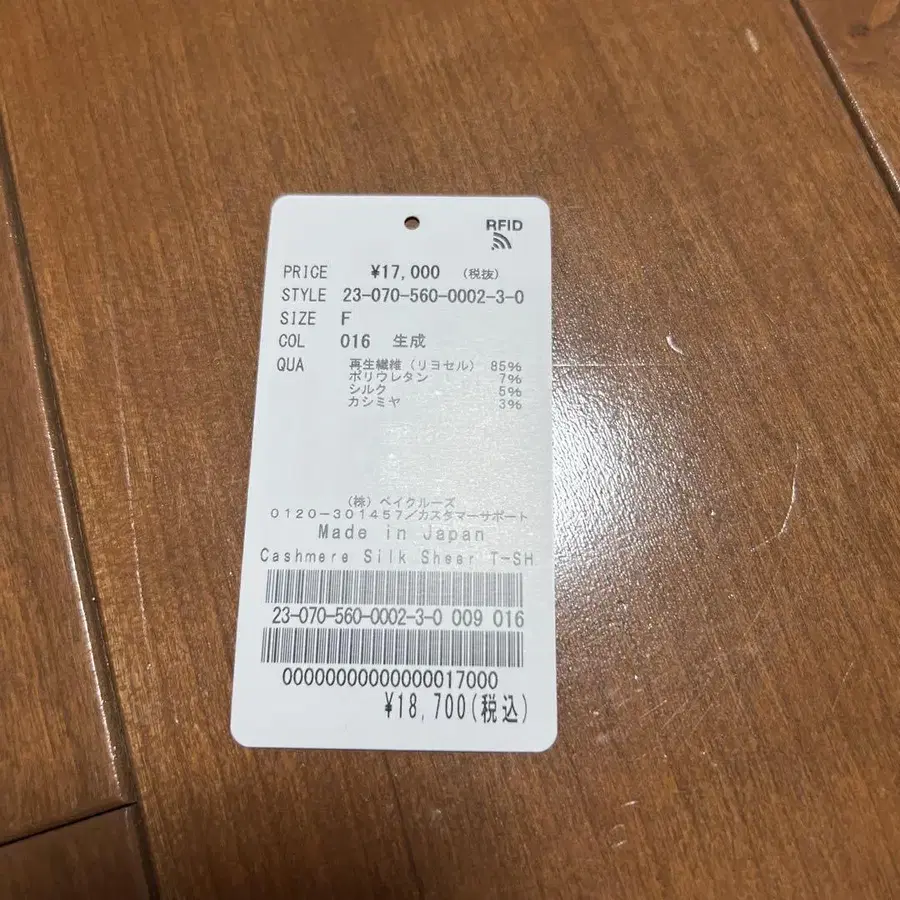 RFID
PRICE ¥17,000 (税抜)
STYLE 23-070-560-0002-3-0
SIZE F
COL 016 生成
QUA 再生繊維(リヨセル) 85%
ポリウレタン 7%
シルク 5%
カシミヤ 3%
(株)ベイクルーズ
0120-301457/カスタマーサポート
Made in Japan
Cashmere Silk Sheer T-SH
23-070-560-0002-3-0 009 016
00000000000000017000
¥18,700(税込)